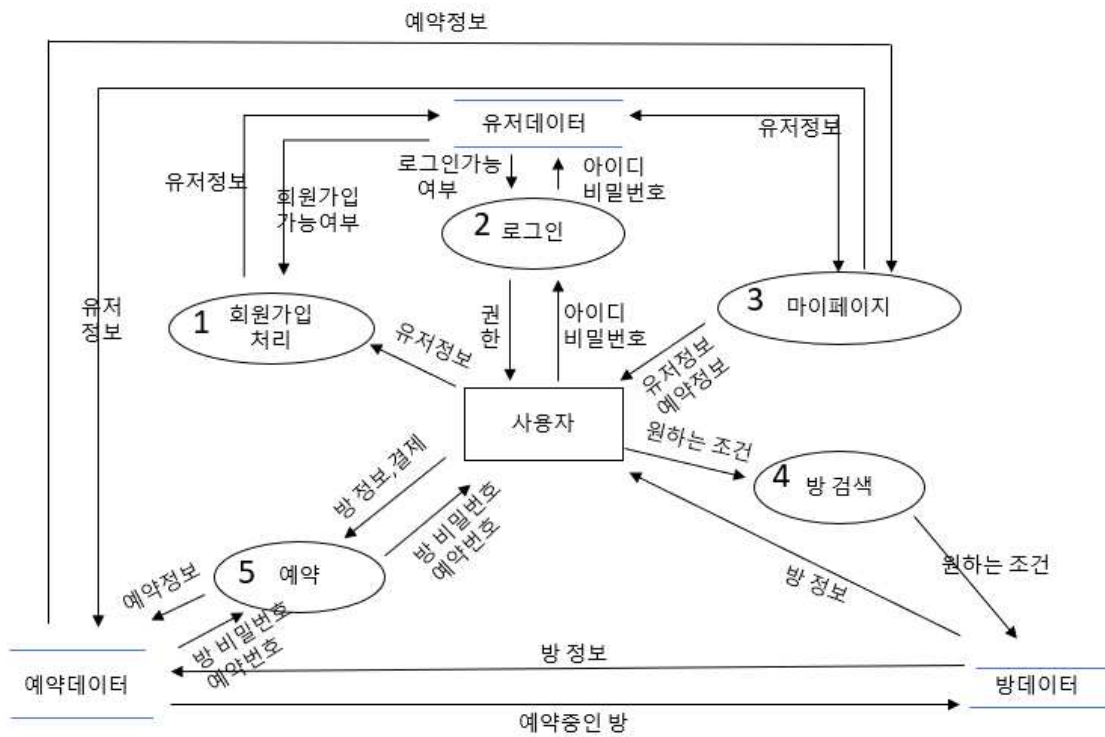 예약정보
유저데이터
유저정보
로그인가능
여부
아이디
비밀번호
유저정보
회원가입
가능여부
2 로그인
유저
정보
1 회원가입
처리
3 마이페이지
권한
아이디
비밀번호
유저정보
유저정보
예약정보
사용자
원하는 조건
4 방 검색
방 정보,결제
방 비밀번호
예약번호
5 예약
원하는 조건
방 정보
예약정보
방 비밀번호
예약번호
방 정보
예약데이터
방데이터
예약중인 방